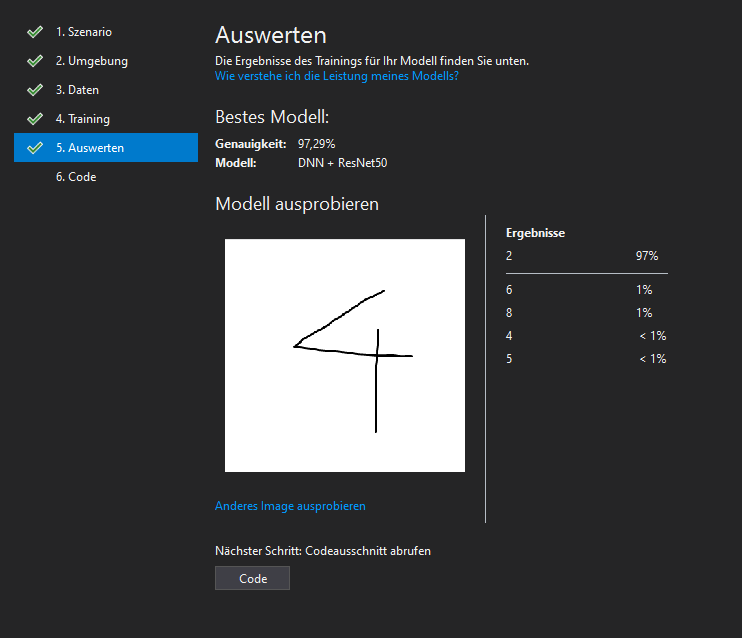 1. Szenario
2. Umgebung
3. Daten
4. Training
5. Auswerten
6. Code
Auswerten
Die Ergebnisse des Trainings für Ihr Modell finden Sie unten.
Wie verstehe ich die Leistung meines Modells?
Bestes Modell:
Genauigkeit: 97,29%
Modell: DNN + ResNet50
Modell ausprobieren
4
Anderes Image ausprobieren
Ergebnisse
2 97%
6 1%
8 1%
4 < 1%
5 < 1%
Nächster Schritt: Codeausschnitt abrufen
Code